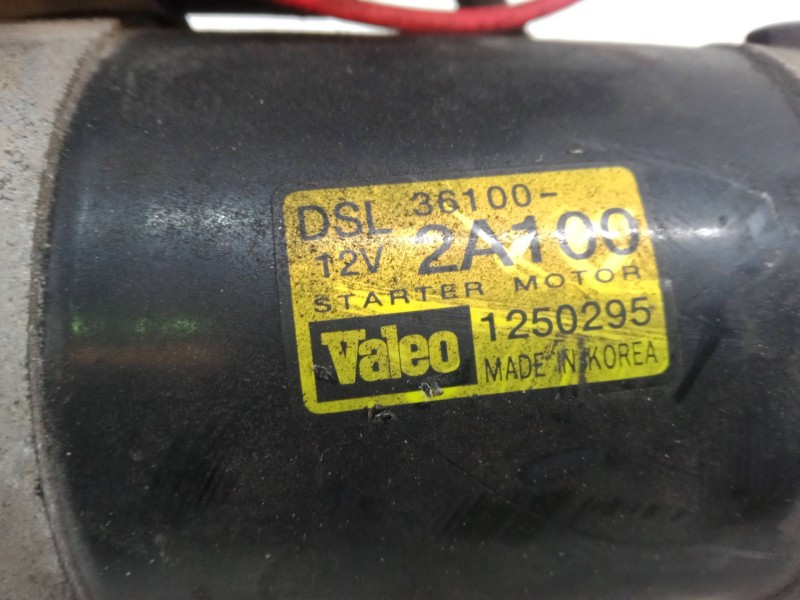 DSL 36100-
12V 2A100
STARTER MOTOR
Valeo 1250295
MADE IN KOREA